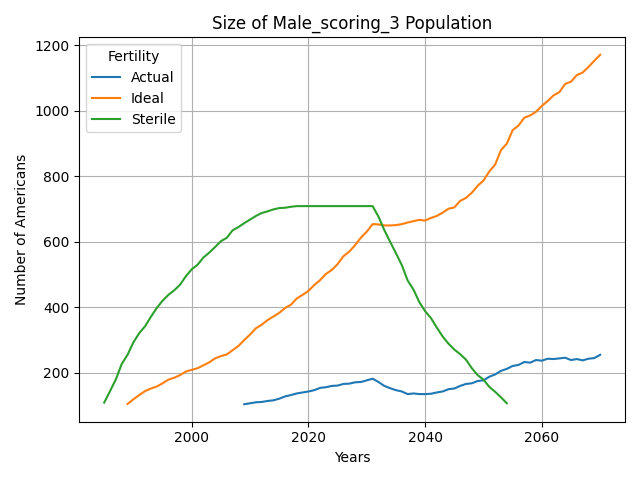 Size of Male_scoring_3 Population
Number of Americans
1200
1000
800
600
400
200
Fertility
Actual
Ideal
Sterile
2000
2020
2040
2060
Years